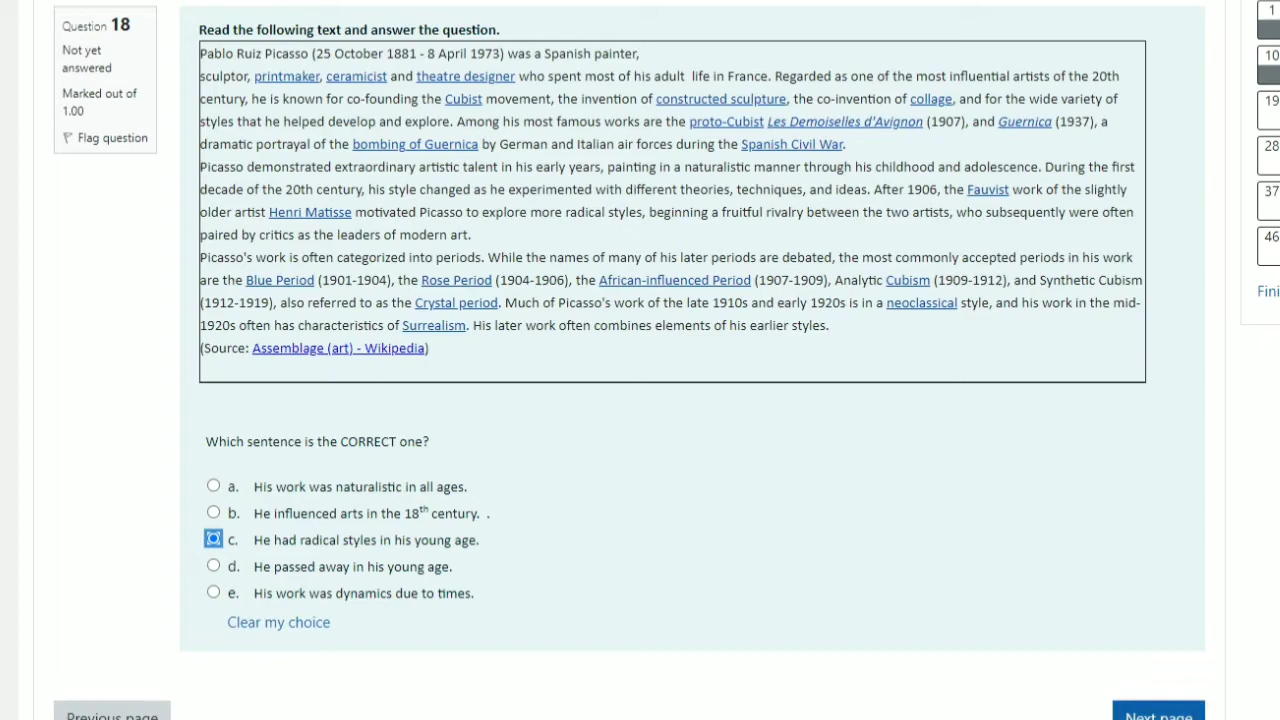 Question 18
Not yet
answered
Marked out of
1.00
Flag question
Read the following text and answer the question.
Pablo Ruiz Picasso (25 October 1881 - 8 April 1973) was a Spanish painter,
sculptor, printmaker, ceramicist and theatre designer who spent most of his adult life in France. Regarded as one of the most influential artists of the 20th
century, he is known for co-founding the Cubist movement, the invention of constructed sculpture, the co-invention of collage, and for the wide variety of
styles that he helped develop and explore. Among his most famous works are the proto-Cubist Les Demoiselles d'Avignon (1907), and Guernica (1937), a
dramatic portrayal of the bombing of Guernica by German and Italian air forces during the Spanish Civil War.
Picasso demonstrated extraordinary artistic talent in his early years, painting in a naturalistic manner through his childhood and adolescence. During the first
decade of the 20th century, his style changed as he experimented with different theories, techniques, and ideas. After 1906, the Fauvist work of the slightly
older artist Henri Matisse motivated Picasso to explore more radical styles, beginning a fruitful rivalry between the two artists, who subsequently were often
paired by critics as the leaders of modern art.
Picasso's work is often categorized into periods. While the names of many of his later periods are debated, the most commonly accepted periods in his work
are the Blue Period (1901-1904), the Rose Period (1904-1906), the African-influenced Period (1907-1909), Analytic Cubism (1909-1912), and Synthetic Cubism
(1912-1919), also referred to as the Crystal period. Much of Picasso's work of the late 1910s and early 1920s is in a neoclassical style, and his work in the mid-
1920s often has characteristics of Surrealism. His later work often combines elements of his earlier styles.
(Source: Assemblage (art) - Wikipedia)
Which sentence is the CORRECT one?
a. His work was naturalistic in all ages.
b. He influenced arts in the 18th century. .
c. He had radical styles in his young age.
d. He passed away in his young age.
e. His work was dynamics due to times.
Clear my choice
Previous page
Next page
1
10
19
28
37
46
Fini